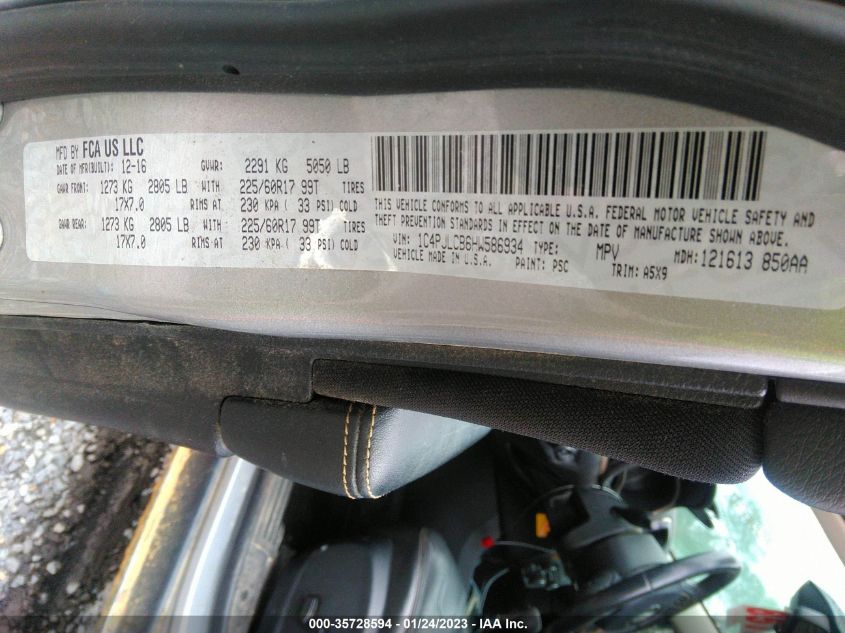 MFD BY FCA US LLC
DATE OF MFR(BUILT): 12-16 GVWR: 2291 KG 5050 LB
GAWR FRONT: 1273 KG 2805 LB WITH 225/60R17 99T TIRES
17X7.0 RIMS AT 230 KPA ( 33 PSI) COLD
GAWR REAR: 1273 KG 2805 LB WITH 225/60R17 99T TIRES
17X7.0 RIMS AT 230 KPA ( 33 PSI) COLD
THIS VEHICLE CONFORMS TO ALL APPLICABLE U.S.A. FEDERAL MOTOR VEHICLE SAFETY AND
THEFT PREVENTION STANDARDS IN EFFECT ON THE DATE OF MANUFACTURE SHOWN ABOVE.
VIN: 1C4PJLCB6HW586934 TYPE: MPV MDH: 121613 850AA
VEHICLE MADE IN U.S.A. PAINT: PSC TRIM: A5X9
000-35728594 - 01/24/2023 - IAA Inc.